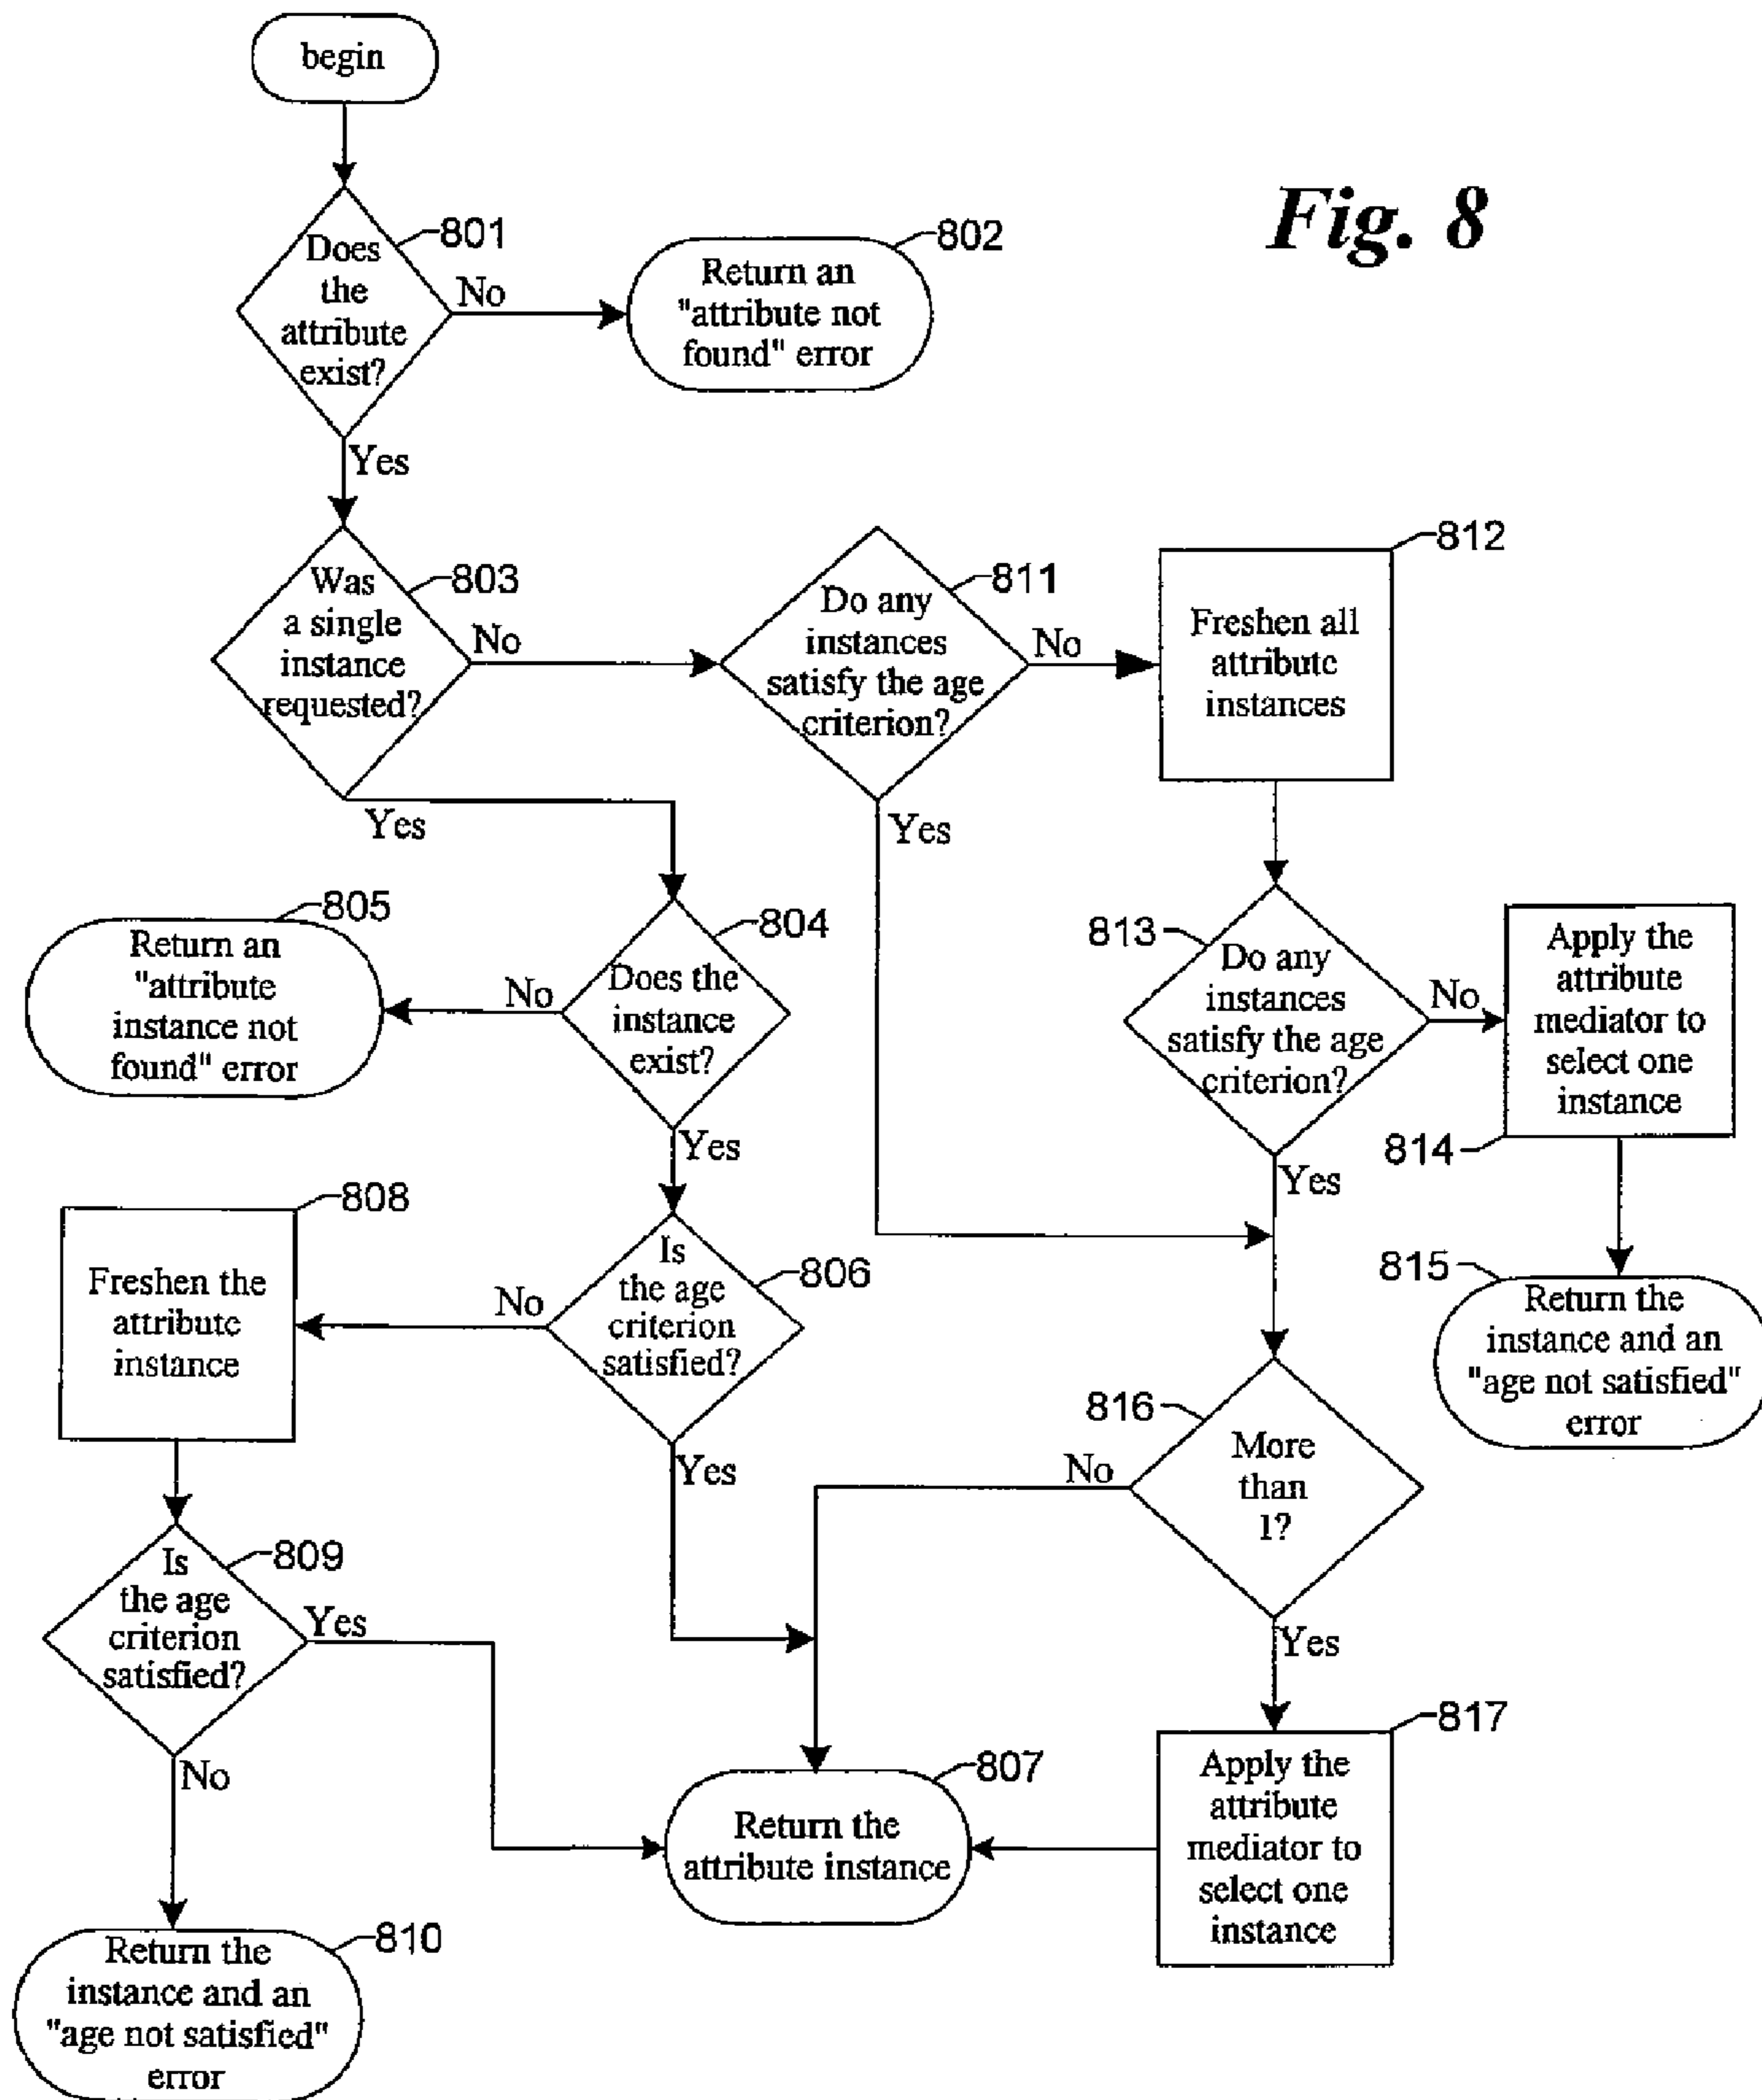 begin
Fig. 8
801
Does
the
attribute
exist?
No
802
Return an
"attribute not
found" error
Yes
803
Was
a single
instance
requested?
No
811
Do any
instances
satisfy the age
criterion?
No
812
Freshen all
attribute
instances
Yes
Yes
805
Return an
"attribute
instance not
found" error
804
Does the
instance
exist?
No
813
Do any
instances
satisfy the age
criterion?
No
Apply the
attribute
mediator to
select one
instance
814
Yes
Yes
808
Freshen the
attribute
instance
806
Is
the age
criterion
satisfied?
No
815
Return the
instance and an
"age not satisfied"
error
Yes
816
More
than
1?
No
Yes
809
Is
the age
criterion
satisfied?
Yes
No
807
Return the
attribute instance
817
Apply the
attribute
mediator to
select one
instance
810
Return the
instance and an
"age not satisfied"
error